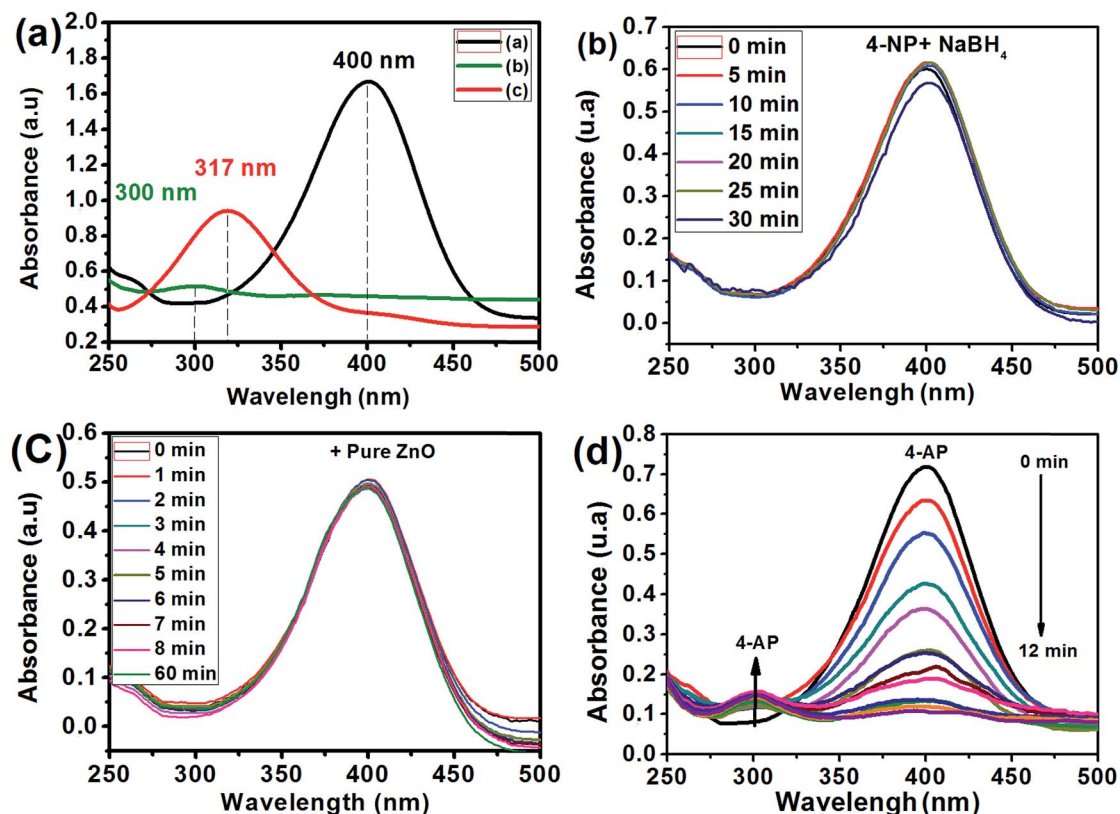 (a)
2.0
1.8
1.6
1.4
1.2
1.0
0.8
0.6
0.4
0.2
Absorbance (a.u)
400 nm
317 nm
300 nm
(a)
(b)
(c)
250 300 350 400 450 500
Wavelengh (nm)
(b)
0.7
0.6
0.5
0.4
0.3
0.2
0.1
0.0
Absorbance (u.a)
4-NP+ NaBH4
0 min
5 min
10 min
15 min
20 min
25 min
30 min
250 300 350 400 450 500
Wavelengh (nm)
(C)
0.6
0.5
0.4
0.3
0.2
0.1
0.0
Absorbance (a.u)
+ Pure ZnO
0 min
1 min
2 min
3 min
4 min
5 min
6 min
7 min
8 min
60 min
250 300 350 400 450 500
Wavelength (nm)
(d)
0.8
0.7
0.6
0.5
0.4
0.3
0.2
0.1
0.0
Absorbance (u.a)
4-AP
0 min
12 min
4-AP
250 300 350 400 450 500
Wavelengh (nm)